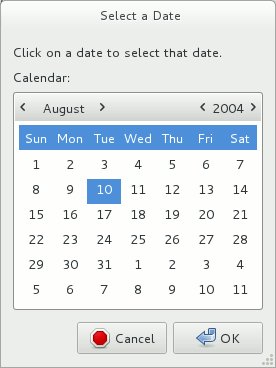 Select a Date
Click on a date to select that date.
Calendar:
August 2004
Sun Mon Tue Wed Thu Fri Sat
1 2 3 4 5 6 7
8 9 10 11 12 13 14
15 16 17 18 19 20 21
22 23 24 25 26 27 28
29 30 31 1 2 3 4
5 6 7 8 9 10 11
Cancel OK